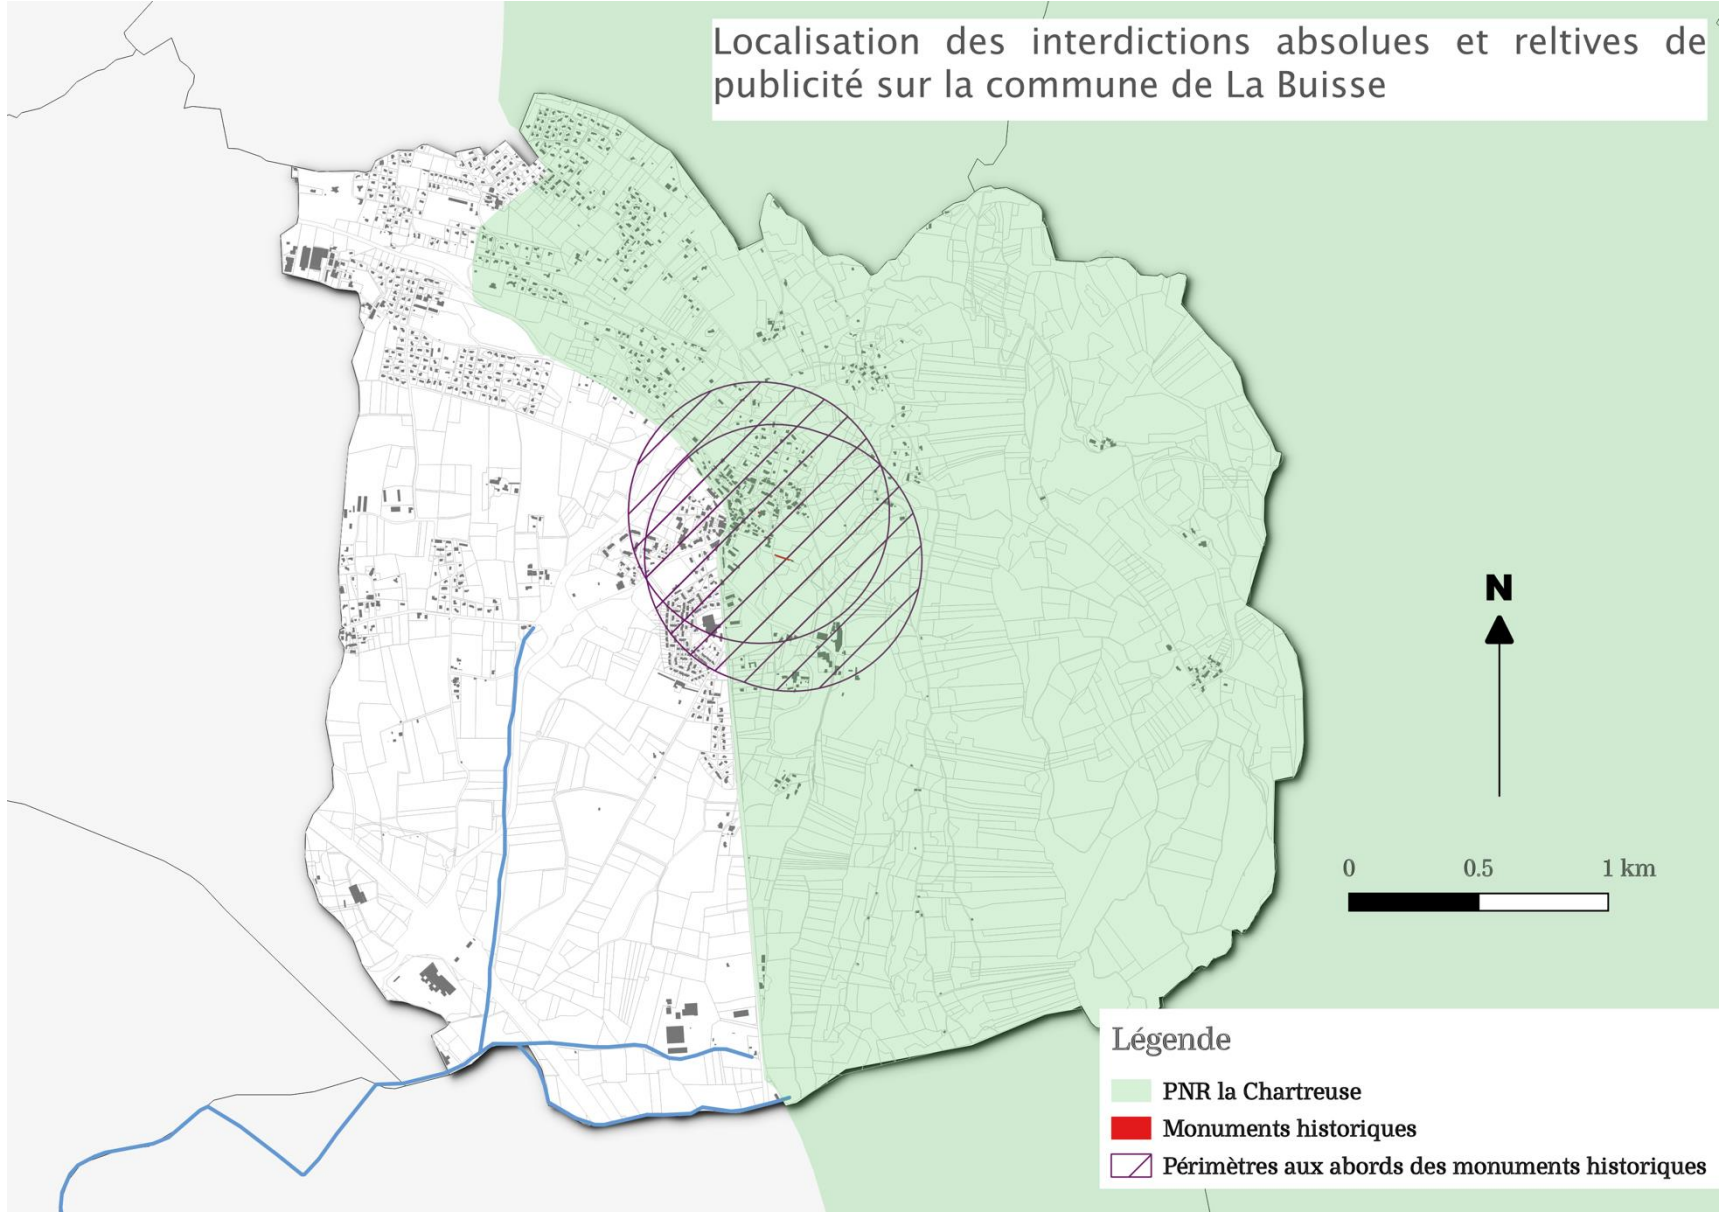 Localisation des interdictions absolues et reltives de
publicité sur la commune de La Buisse
N
0 0.5 1 km
Légende
PNR la Chartreuse
Monuments historiques
Périmètres aux abords des monuments historiques